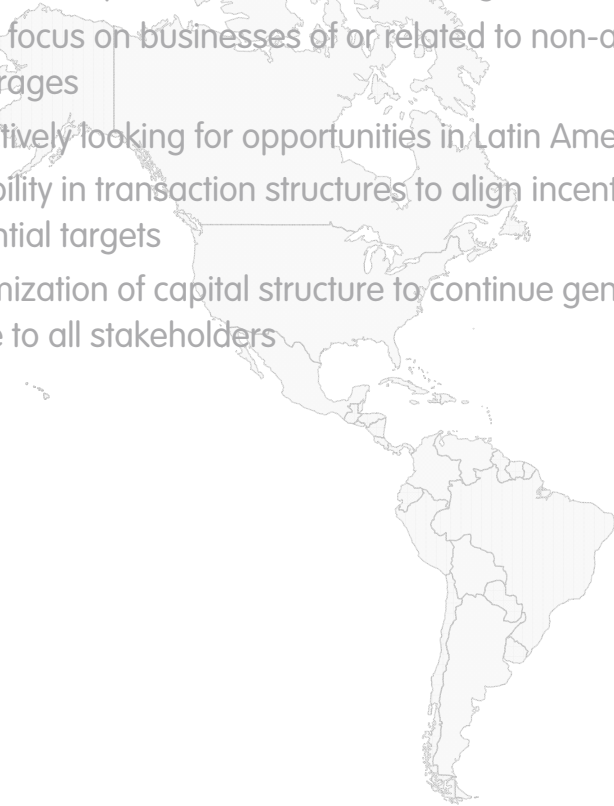 focus on businesses of or related to non-a
rages
tively looking for opportunities in Latin Ame
bility in transaction structures to align incent
ntial targets
mization of capital structure to continue gen
e to all stakeholders